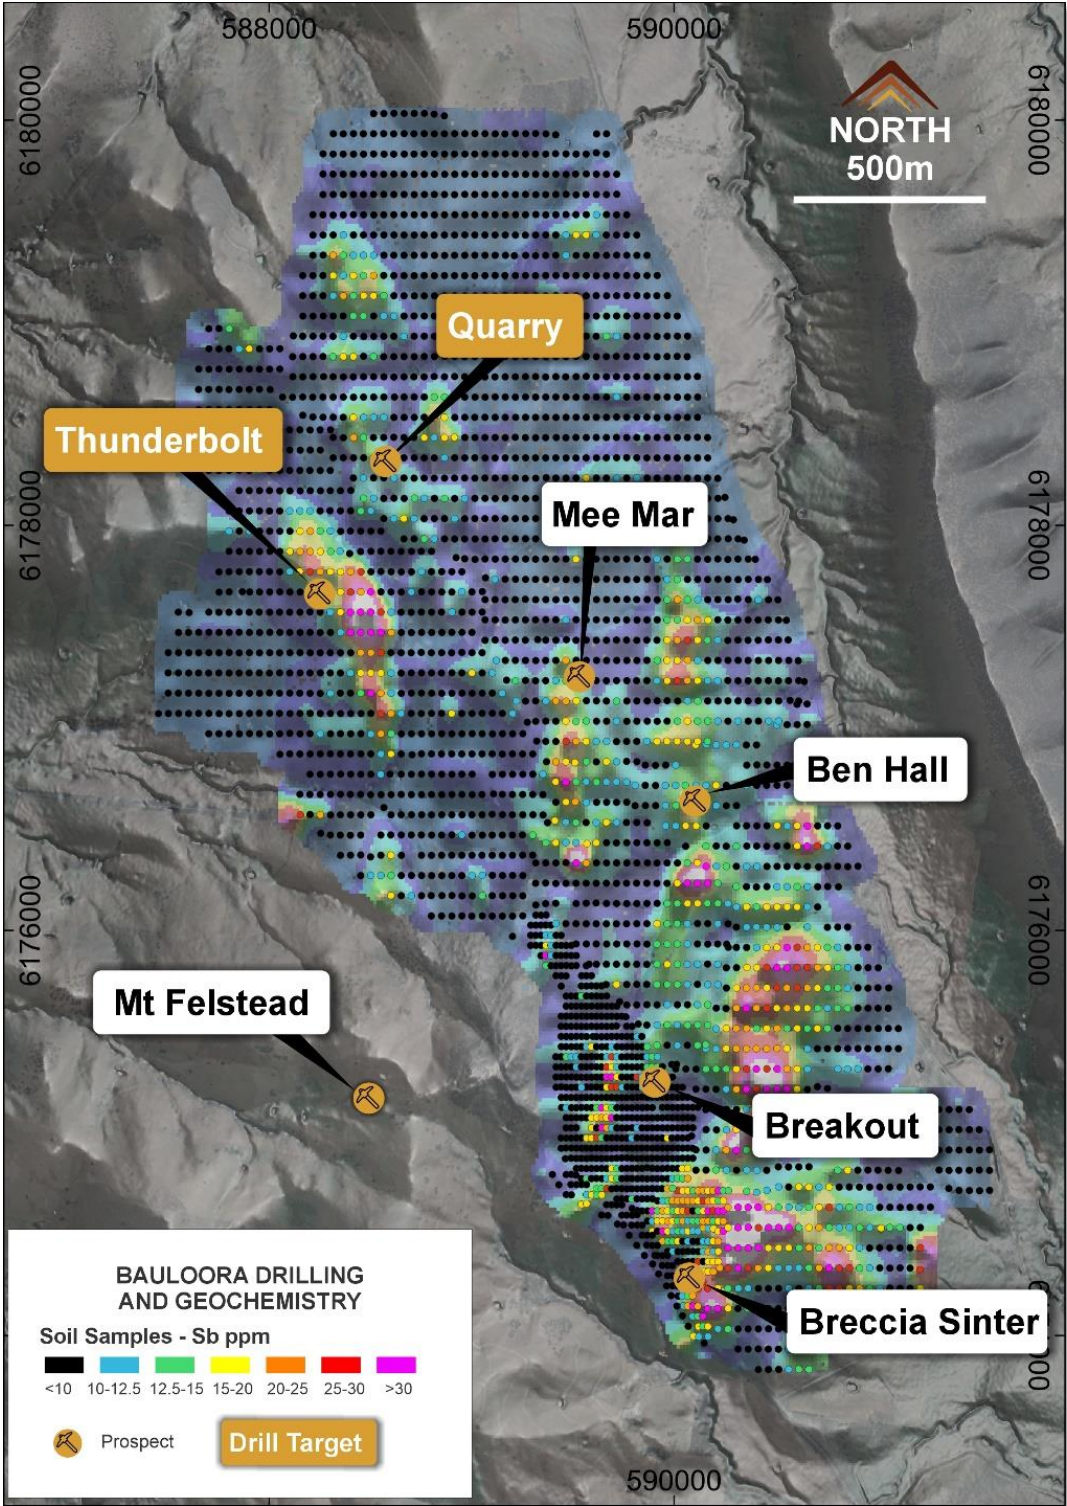 588000
590000
6180000
6180000
NORTH
500m
Quarry
Thunderbolt
Mee Mar
6178000
6178000
Ben Hall
6176000
6176000
Mt Felstead
Breakout
Breccia Sinter
BAULOORA DRILLING
AND GEOCHEMISTRY
Soil Samples - Sb ppm
<10 10-12.5 12.5-15 15-20 20-25 25-30 >30
Prospect
Drill Target
590000